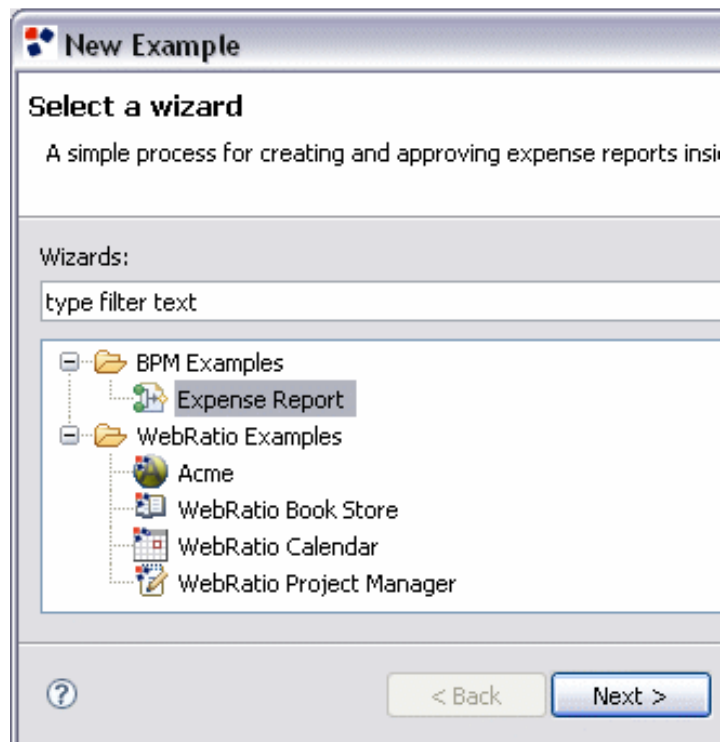 New Example
Select a wizard
A simple process for creating and approving expense reports insi
Wizards:
type filter text
BPM Examples
Expense Report
WebRatio Examples
Acme
WebRatio Book Store
WebRatio Calendar
WebRatio Project Manager
? < Back Next >